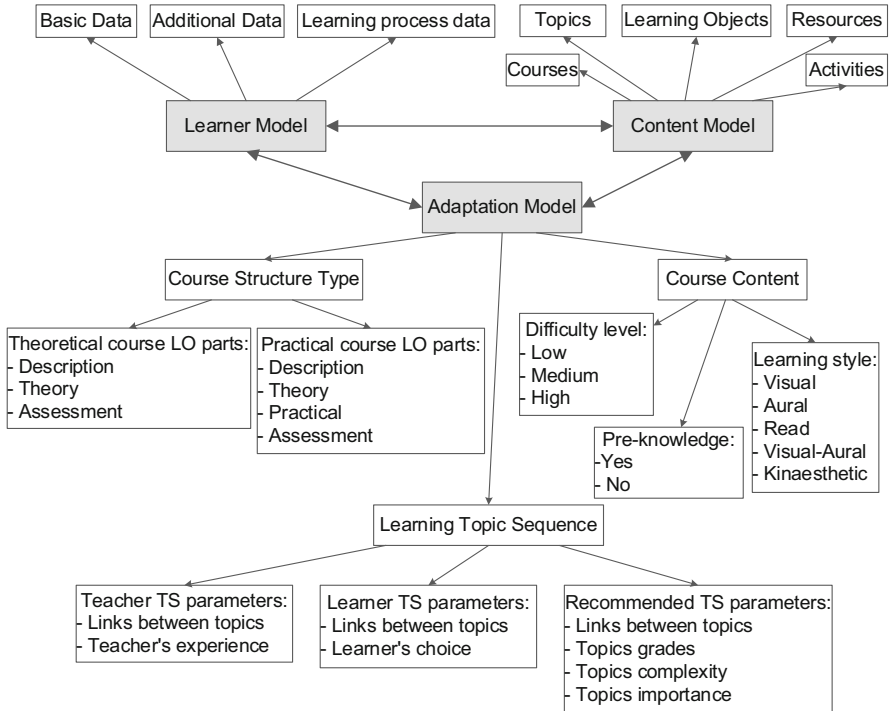 Basic Data
Additional Data
Learning process data
Topics
Learning Objects
Resources
Courses
Activities
Learner Model
Content Model
Adaptation Model
Course Structure Type
Course Content
Theoretical course LO parts:
- Description
- Theory
- Assessment
Practical course LO parts:
- Description
- Theory
- Practical
- Assessment
Difficulty level:
- Low
- Medium
- High
Pre-knowledge:
-Yes
- No
Learning style:
- Visual
- Aural
- Read
- Visual-Aural
- Kinaesthetic
Learning Topic Sequence
Teacher TS parameters:
- Links between topics
- Teacher's experience
Learner TS parameters:
- Links between topics
- Learner's choice
Recommended TS parameters:
- Links between topics
- Topics grades
- Topics complexity
- Topics importance